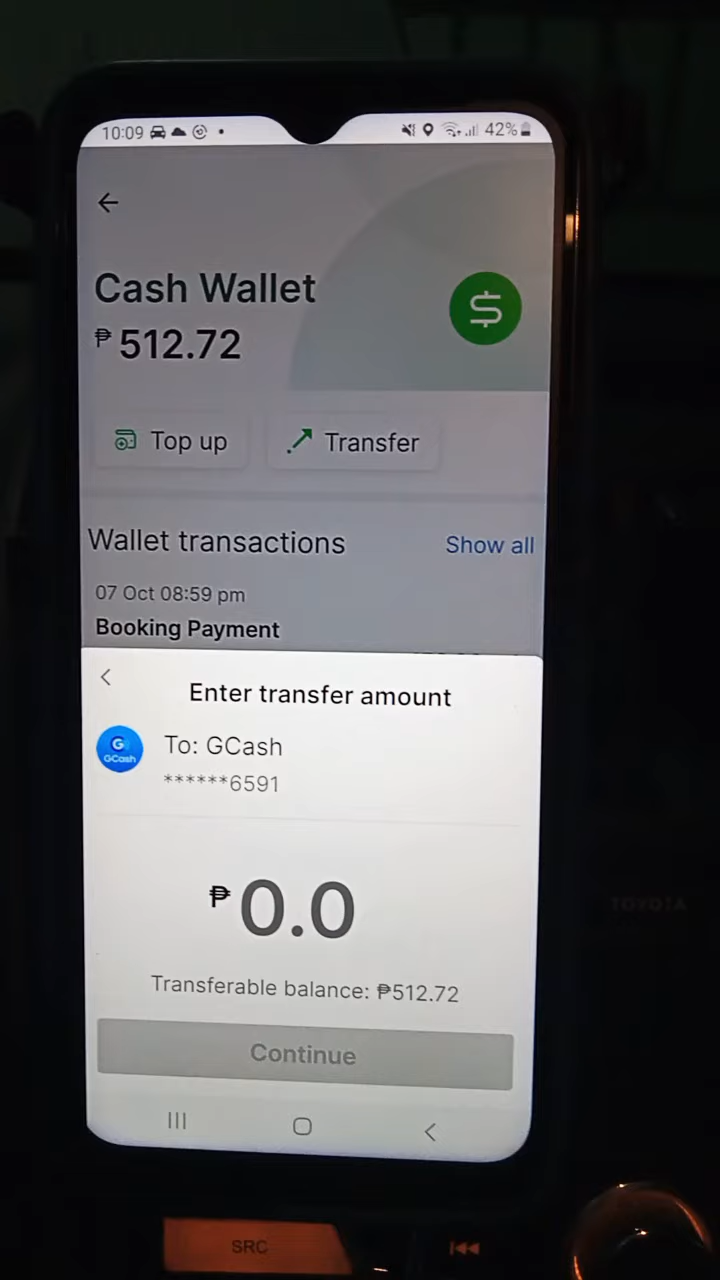 10:09
42%
Cash Wallet
₱512.72
Top up
Transfer
Wallet transactions
Show all
07 Oct 08:59 pm
Booking Payment
Enter transfer amount
G
GCash
To: GCash
******6591
₱0.0
Transferable balance: ₱512.72
Continue
TOYOTA
SRC